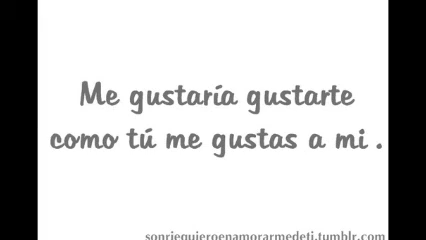 Me gustaría gustarte
como tú me gustas a mi .
sonriequieroenamorarmedeti.tumblr.com